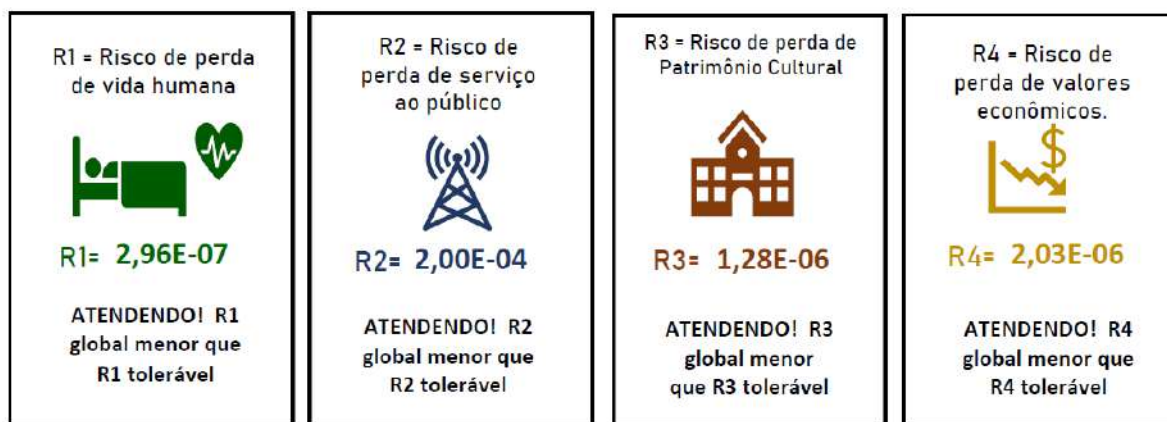 R1 = Risco de perda
de vida humana
R1= 2,96E-07
ATENDENDO! R1
global menor que
R1 tolerável
R2 = Risco de
perda de serviço
ao público
R2= 2,00E-04
ATENDENDO! R2
global menor que
R2 tolerável
R3 = Risco de perda de
Patrimônio Cultural
R3= 1,28E-06
ATENDENDO! R3
global menor
que R3 tolerável
R4 = Risco de
perda de valores
econômicos.
$
R4= 2,03E-06
ATENDENDO! R4
global menor que
R4 tolerável